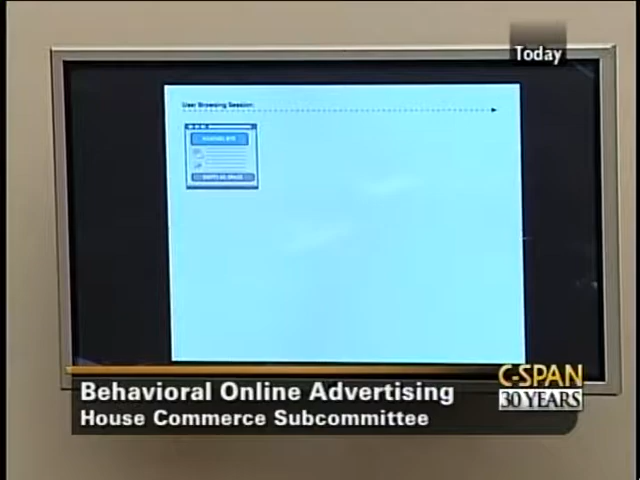 Today
User Browsing Session:
Behavioral Online Advertising
House Commerce Subcommittee
C-SPAN
30 YEARS